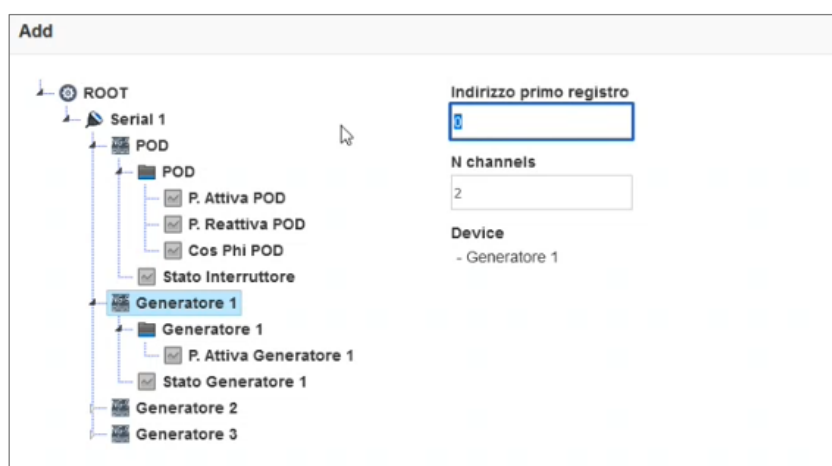 Add
ROOT
Serial 1
POD
POD
P. Attiva POD
P. Reattiva POD
Cos Phi POD
Stato Interruttore
Generatore 1
Generatore 1
P. Attiva Generatore 1
Stato Generatore 1
Generatore 2
Generatore 3
Indirizzo primo registro
0
N channels
2
Device
- Generatore 1